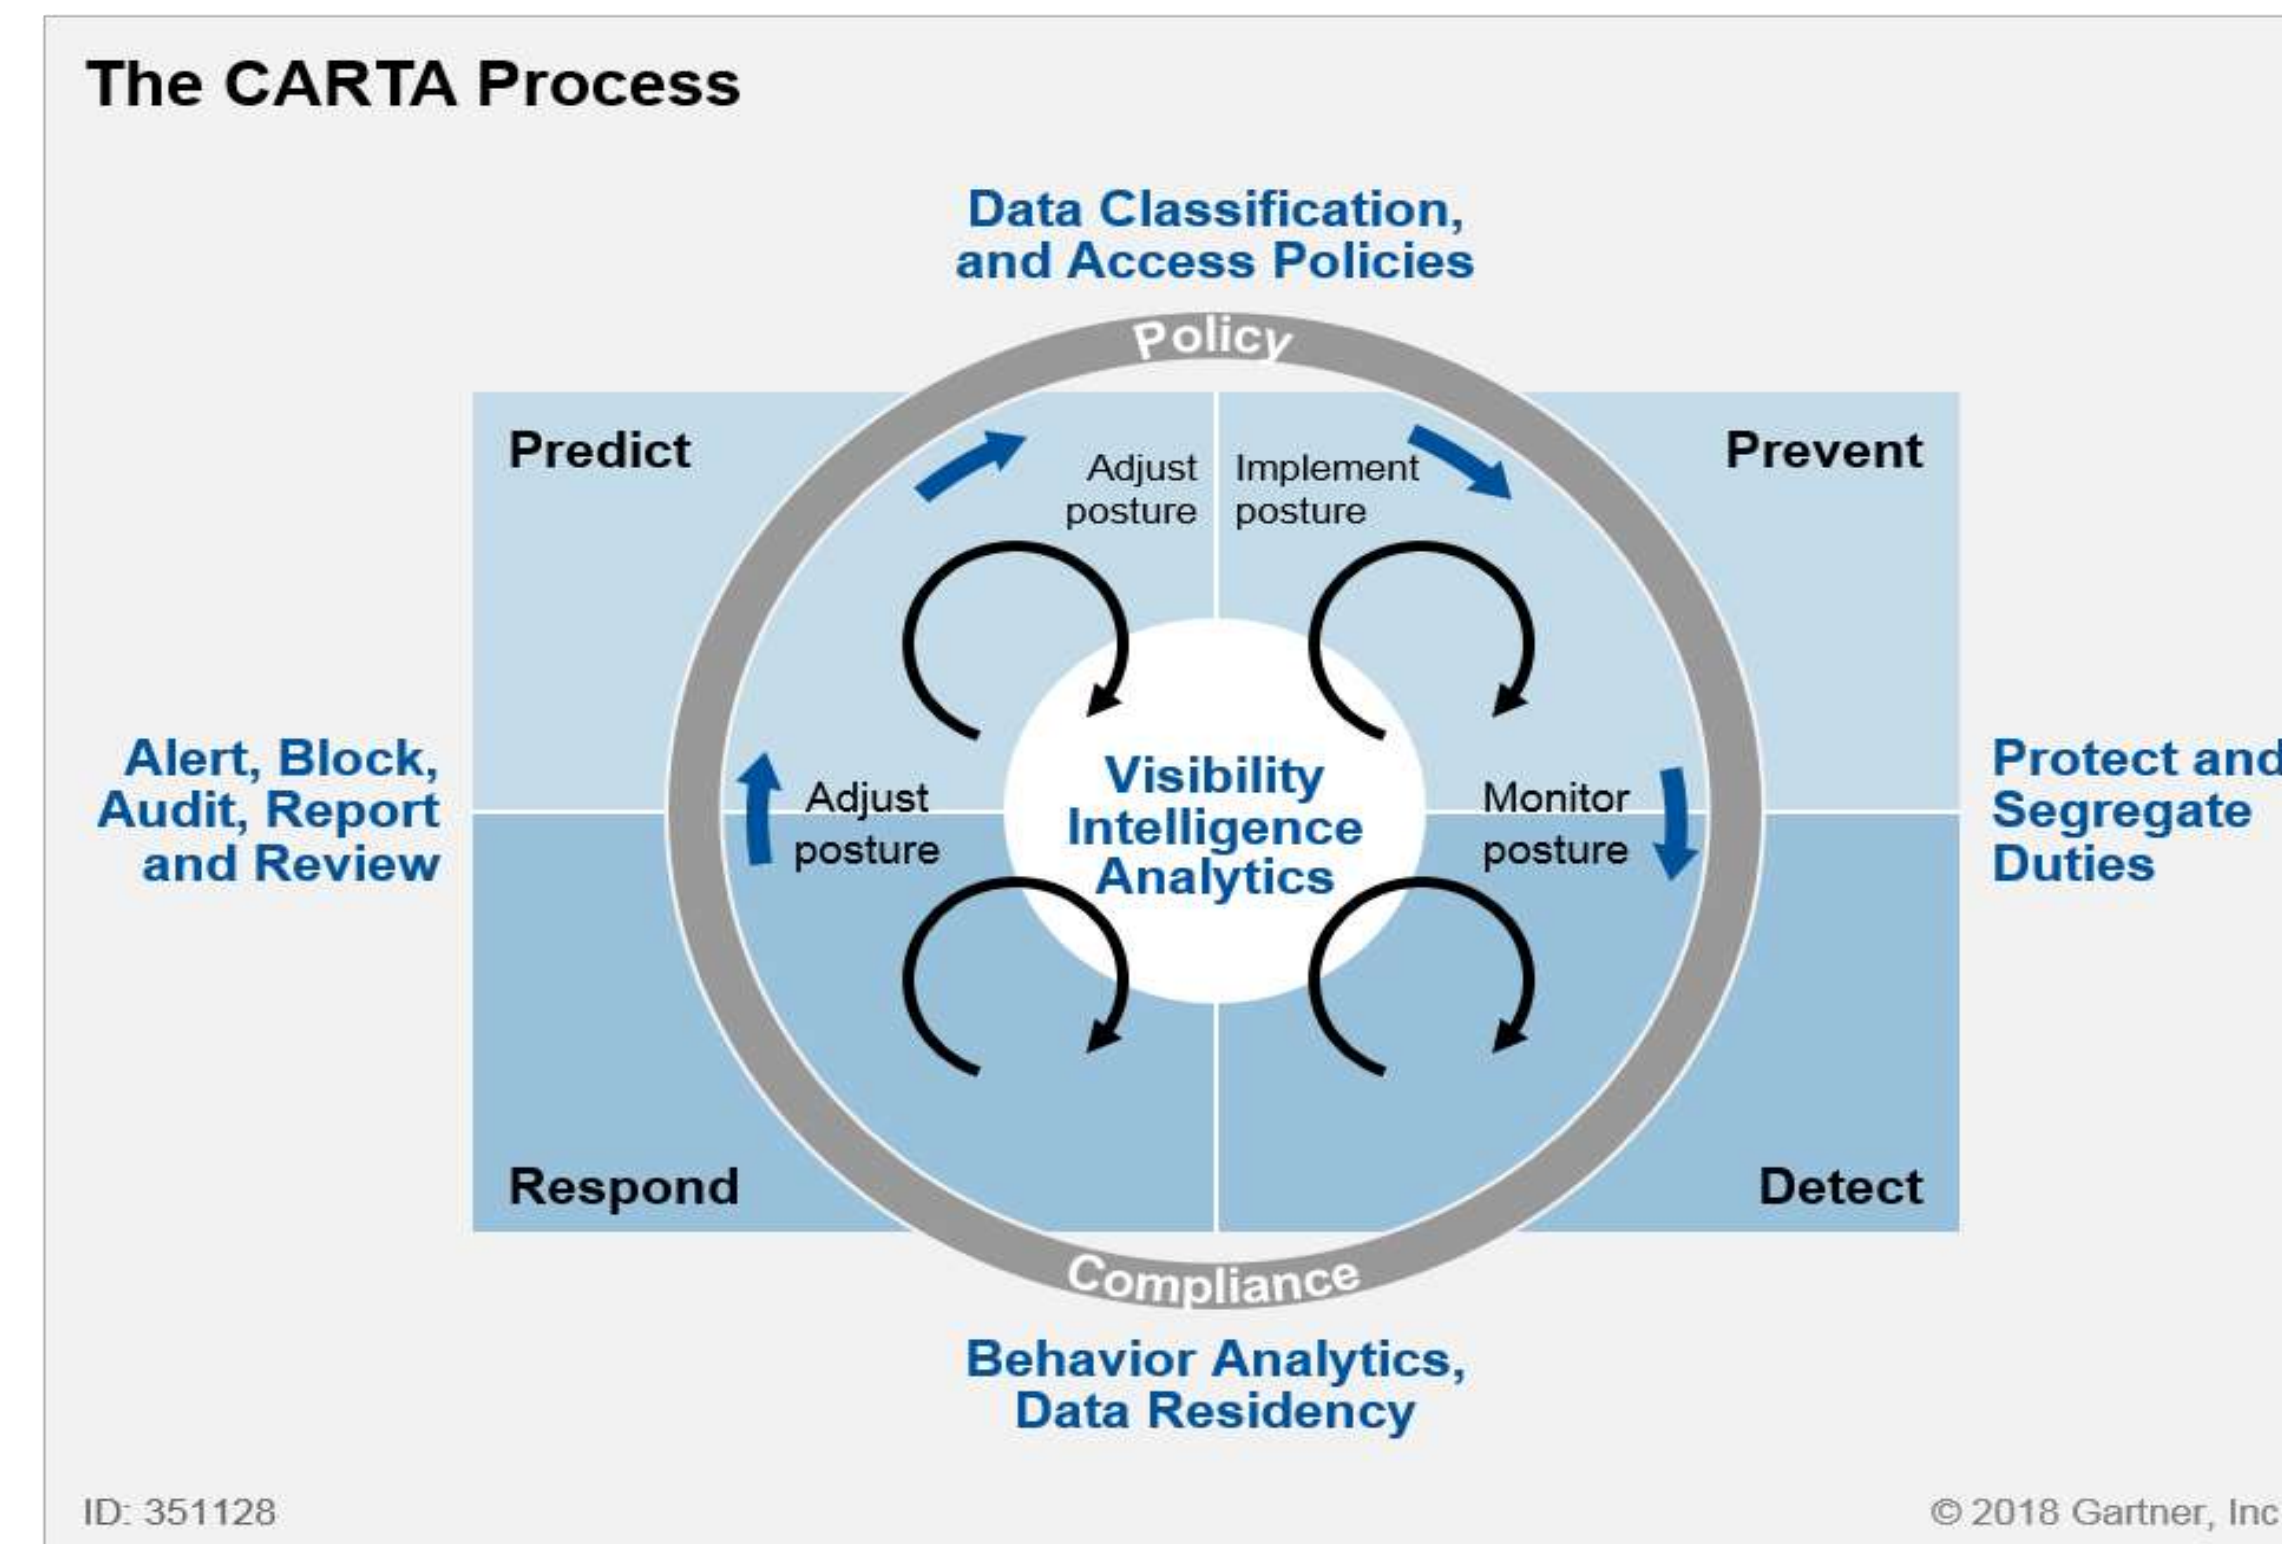 The CARTA Process
Data Classification,
and Access Policies
Policy
Predict
Prevent
Adjust
posture
Implement
posture
Alert, Block,
Audit, Report
and Review
Adjust
posture
Visibility
Intelligence
Analytics
Monitor
posture
Protect and
Segregate
Duties
Respond
Detect
Compliance
Behavior Analytics,
Data Residency
ID: 351128
© 2018 Gartner, Inc